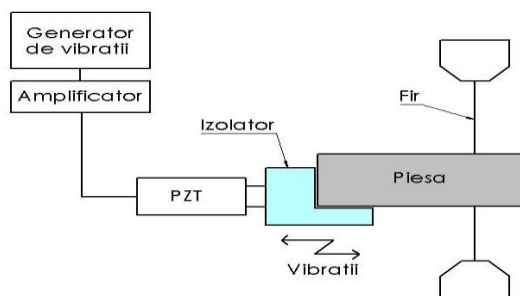 Generator
de vibratii
Amplificator
Fir
Izolator
Piesa
PZT
Vibratii